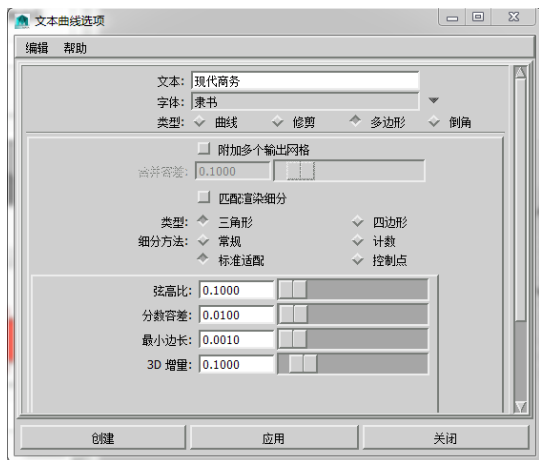 文本曲线选项
编辑 帮助
文本: 现代商务
字体: 隶书
类型: 曲线 修剪 多边形 倒角
附加多个输出网格
合并容差: 0.1000
匹配渲染细分
类型: 三角形 四边形
细分方法: 常规 计数
标准适配 控制点
弦高比: 0.1000
分数容差: 0.0100
最小边长: 0.0010
3D 增量: 0.1000
创建 应用 关闭